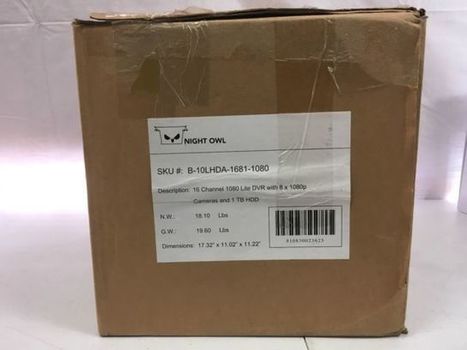 NIGHT OWL
SKU #: B-10LHDA-1681-1080
Description: 16 Channel 1080 Lite DVR with 8 x 1080p
Cameras and 1 TB HDD
N.W.: 18.10 Lbs
G.W.: 19.60 Lbs
Dimensions: 17.32" x 11.02" x 11.22"